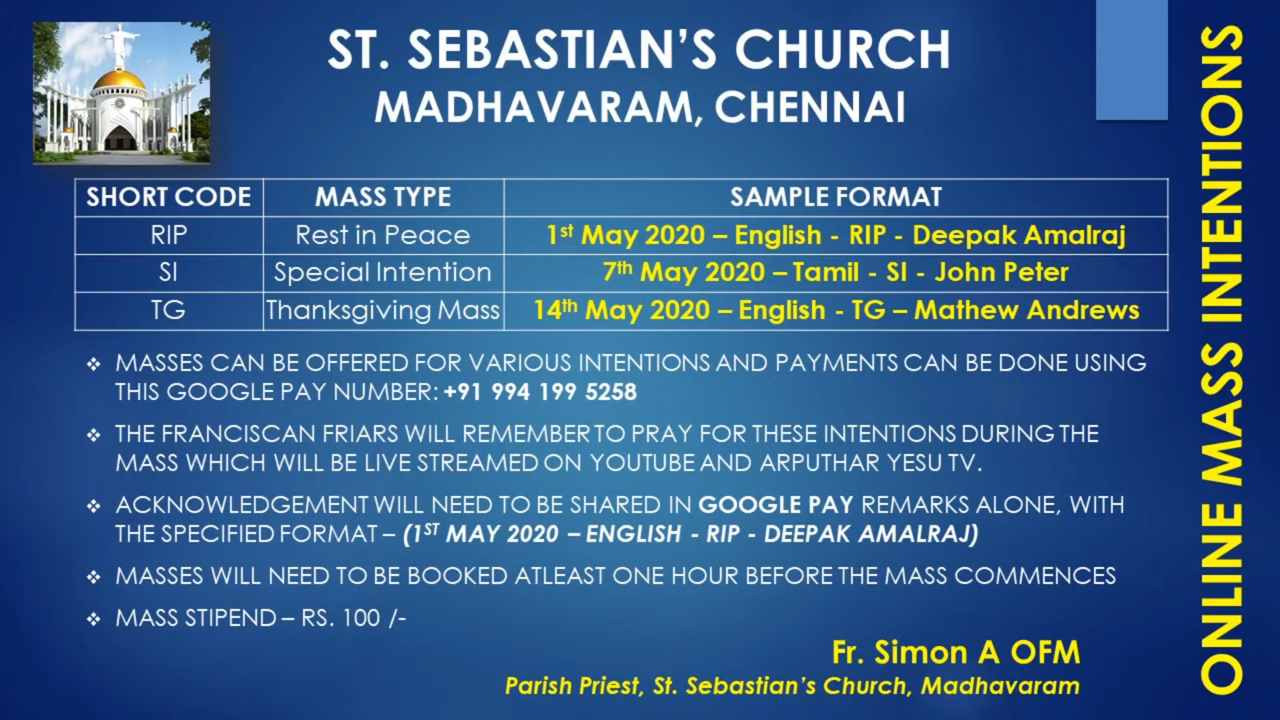 ST. SEBASTIAN'S CHURCH
MADHAVARAM, CHENNAI
SHORT CODE MASS TYPE SAMPLE FORMAT
RIP Rest in Peace 1st May 2020 – English - RIP - Deepak Amalraj
SI Special Intention 7th May 2020 – Tamil - SI - John Peter
TG Thanksgiving Mass 14th May 2020 – English - TG – Mathew Andrews
❖ MASSES CAN BE OFFERED FOR VARIOUS INTENTIONS AND PAYMENTS CAN BE DONE USING
THIS GOOGLE PAY NUMBER: +91 994 199 5258
❖ THE FRANCISCAN FRIARS WILL REMEMBER TO PRAY FOR THESE INTENTIONS DURING THE
MASS WHICH WILL BE LIVE STREAMED ON YOUTUBE AND ARPUTHAR YESU TV.
❖ ACKNOWLEDGEMENT WILL NEED TO BE SHARED IN GOOGLE PAY REMARKS ALONE, WITH
THE SPECIFIED FORMAT – (1ST MAY 2020 – ENGLISH - RIP - DEEPAK AMALRAJ)
❖ MASSES WILL NEED TO BE BOOKED ATLEAST ONE HOUR BEFORE THE MASS COMMENCES
❖ MASS STIPEND – RS. 100 /-
Fr. Simon A OFM
Parish Priest, St. Sebastian's Church, Madhavaram
ONLINE MASS INTENTIONS